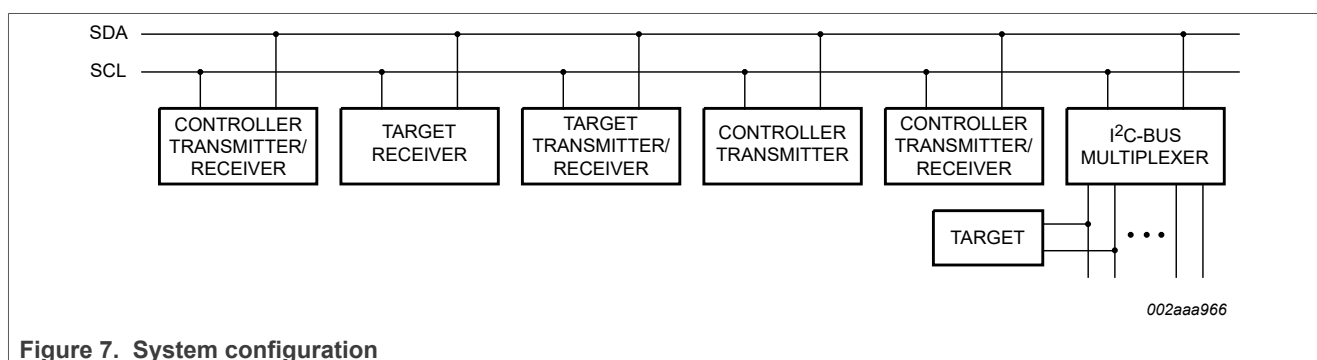 SDA
SCL
CONTROLLER
TRANSMITTER/
RECEIVER
TARGET
RECEIVER
TARGET
TRANSMITTER/
RECEIVER
CONTROLLER
TRANSMITTER
CONTROLLER
TRANSMITTER/
RECEIVER
I²C-BUS
MULTIPLEXER
TARGET
002aaa966
Figure 7. System configuration